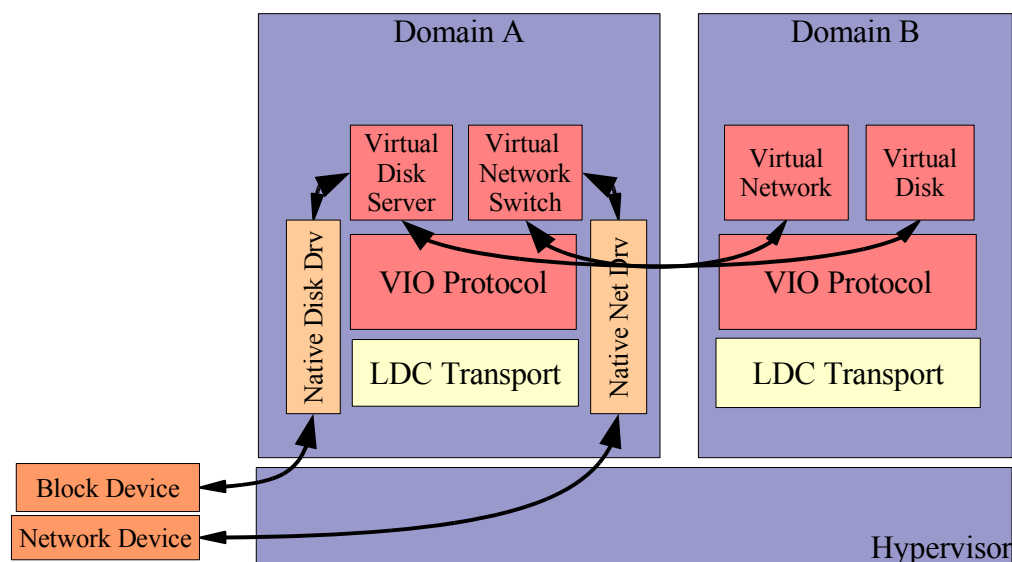 Domain A
Domain B
Virtual
Disk
Server
Virtual
Network
Switch
Virtual
Network
Virtual
Disk
Native Disk Drv
VIO Protocol
Native Net Drv
VIO Protocol
LDC Transport
LDC Transport
Block Device
Network Device
Hypervisor